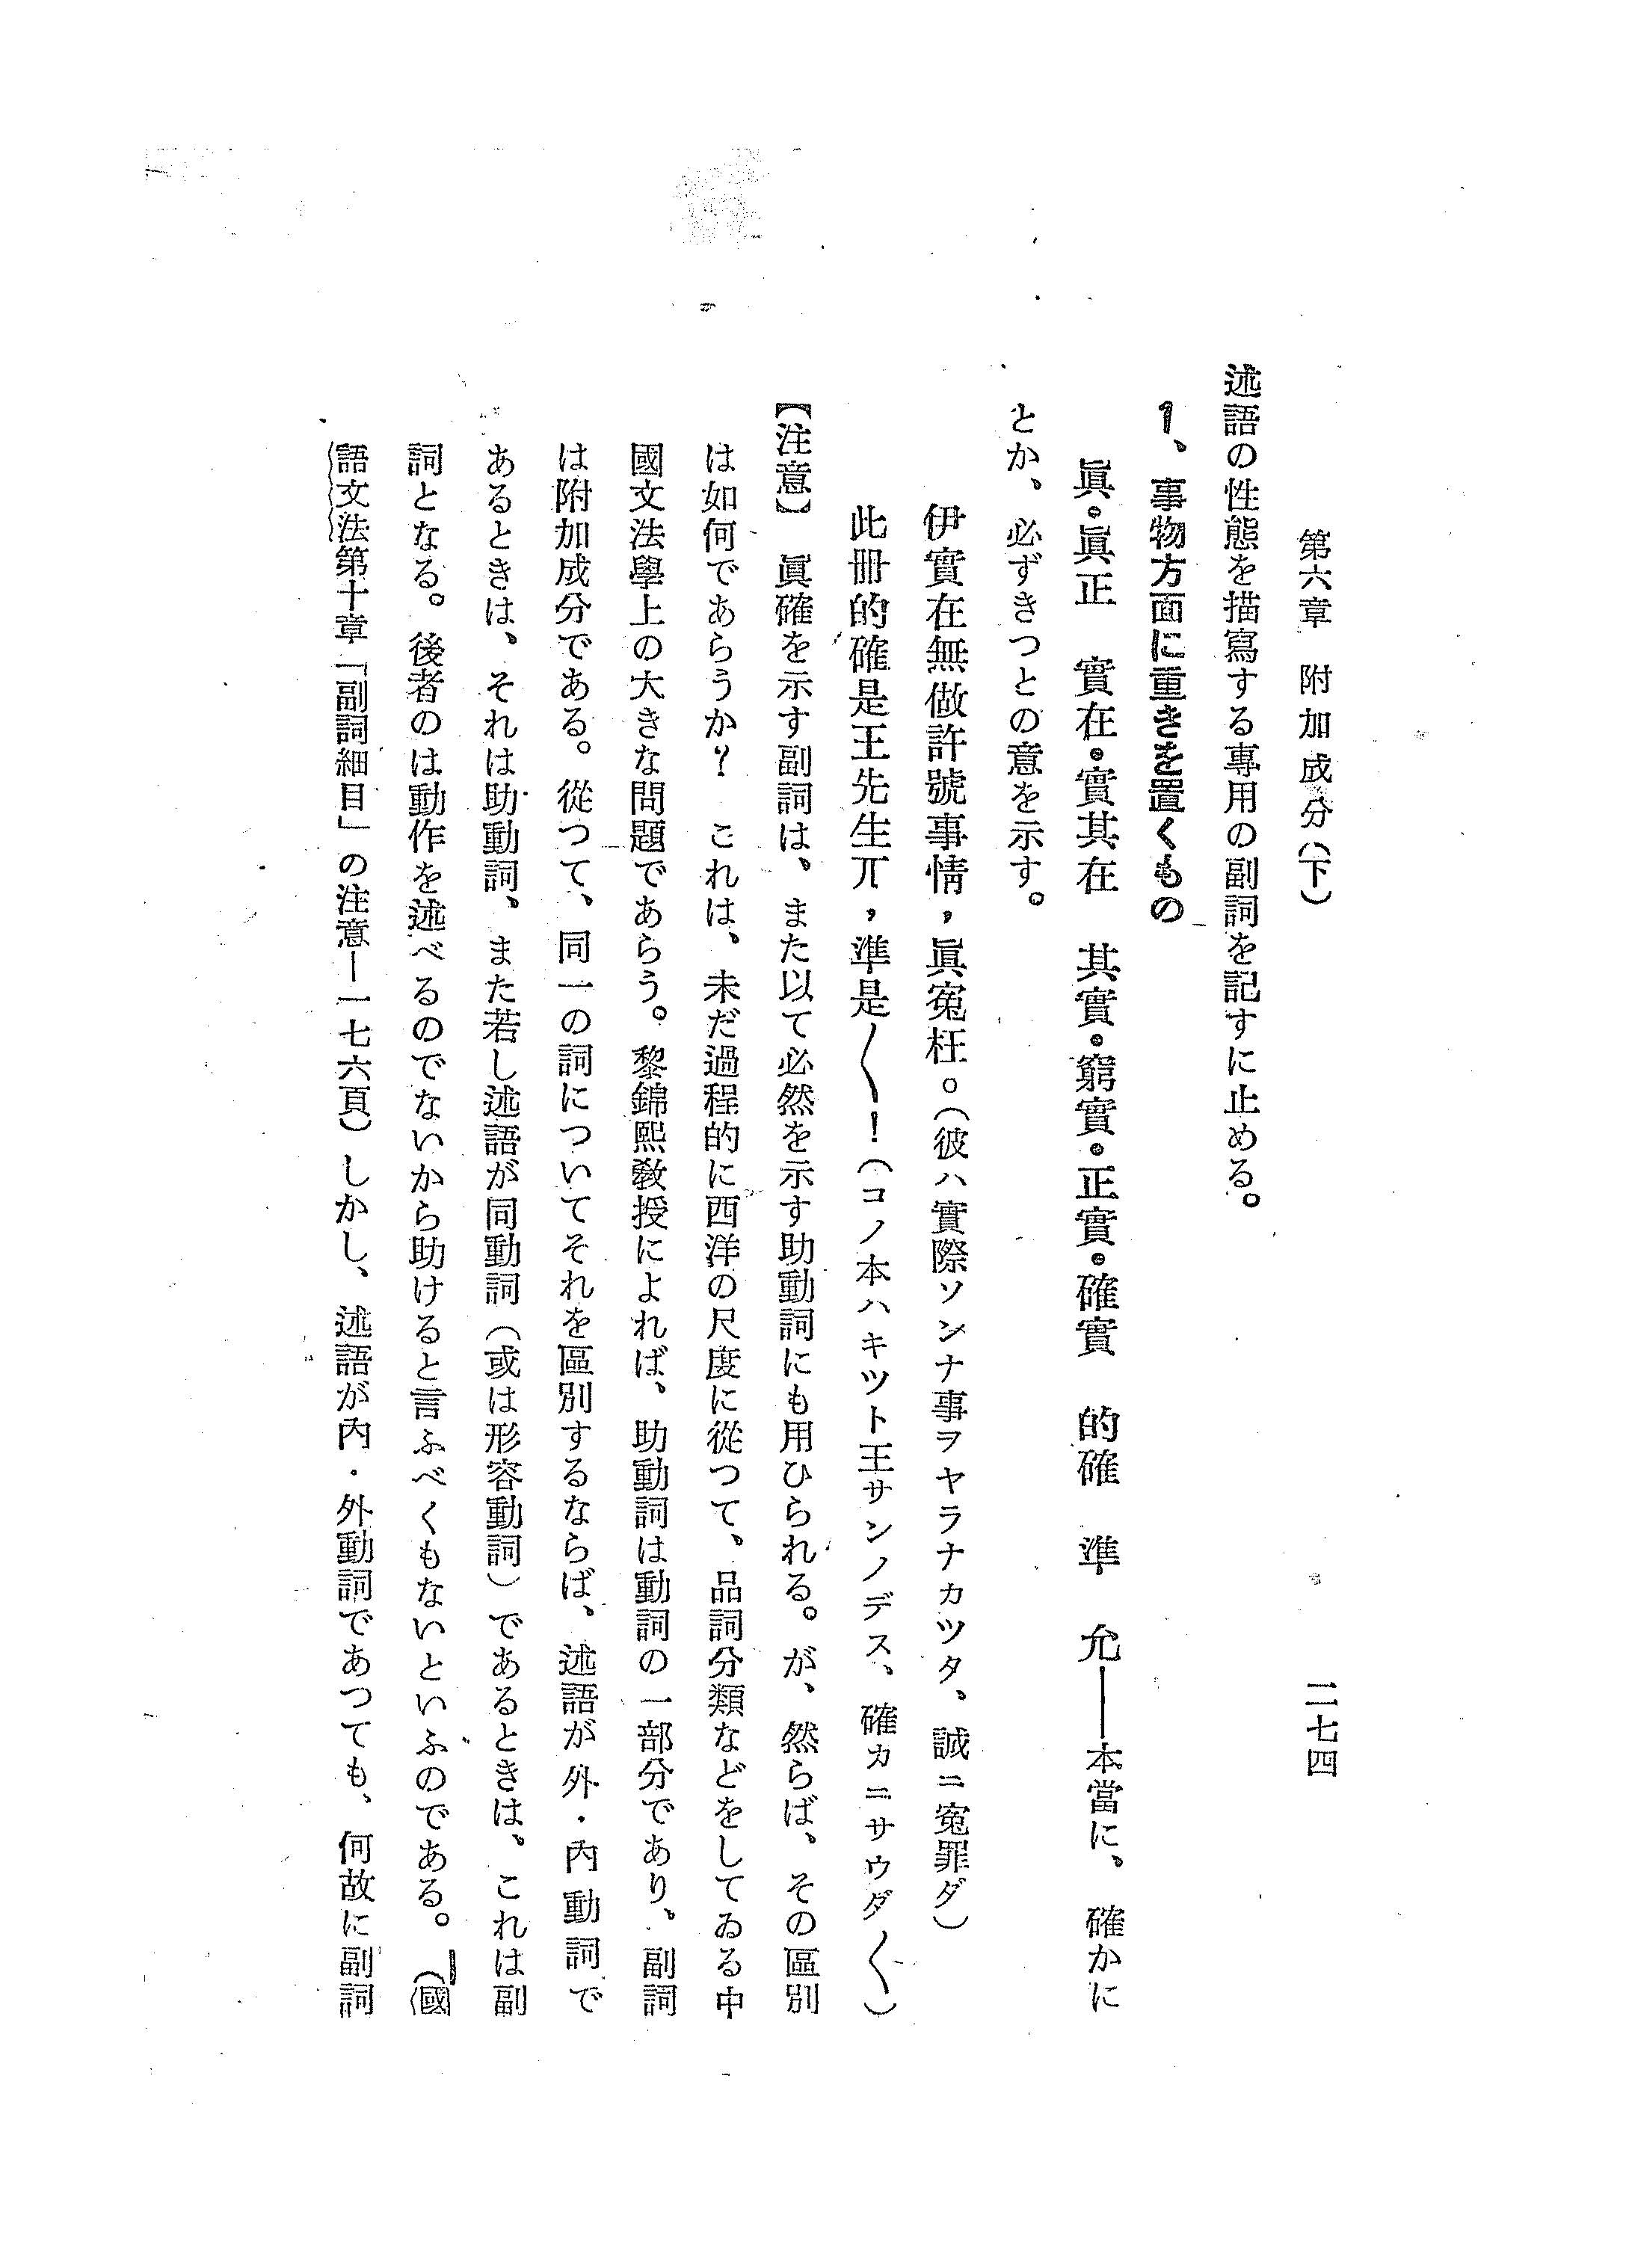 第六章　附加成分（下）　二七四
述語の性態を描寫する專用の副詞を記すに止める。
1、事物方面に重きを置くもの
眞・眞正　實在・實其在　其實・窮實・正實・確實　的確　準　允――本當に、確かに
とか、必ずきつとの意を示す。
伊實在無做許號事情，眞寃枉。（彼ハ實際ソンナ事ヲヤラナカツタ、誠ニ寃罪ダ）
此冊的確是王先生丌，準是〱！（コノ本ハキツト王サンノデス、確カニサウダ〱）
【注意】　眞確を示す副詞は、また以て必然を示す助動詞にも用ひられる。が、然らば、その區別
は如何であらうか？　これは、未だ過程的に西洋の尺度に從つて、品詞分類などをしてゐる中
國文法學上の大きな問題であらう。黎錦熙敎授によれば、助動詞は動詞の一部分であり、副詞
は附加成分である。從つて、同一の詞についてそれを區別するならば、述語が外・內動詞で
あるときは、それは助動詞、また若し述語が同動詞（或は形容動詞）であるときは、これは副
詞となる。後者のは動作を述べるのでないから助けると言ふべくもないといふのである。（國
語文法第十章「副詞細目」の注意―一七六頁）しかし、述語が內・外動詞であつても、何故に副詞